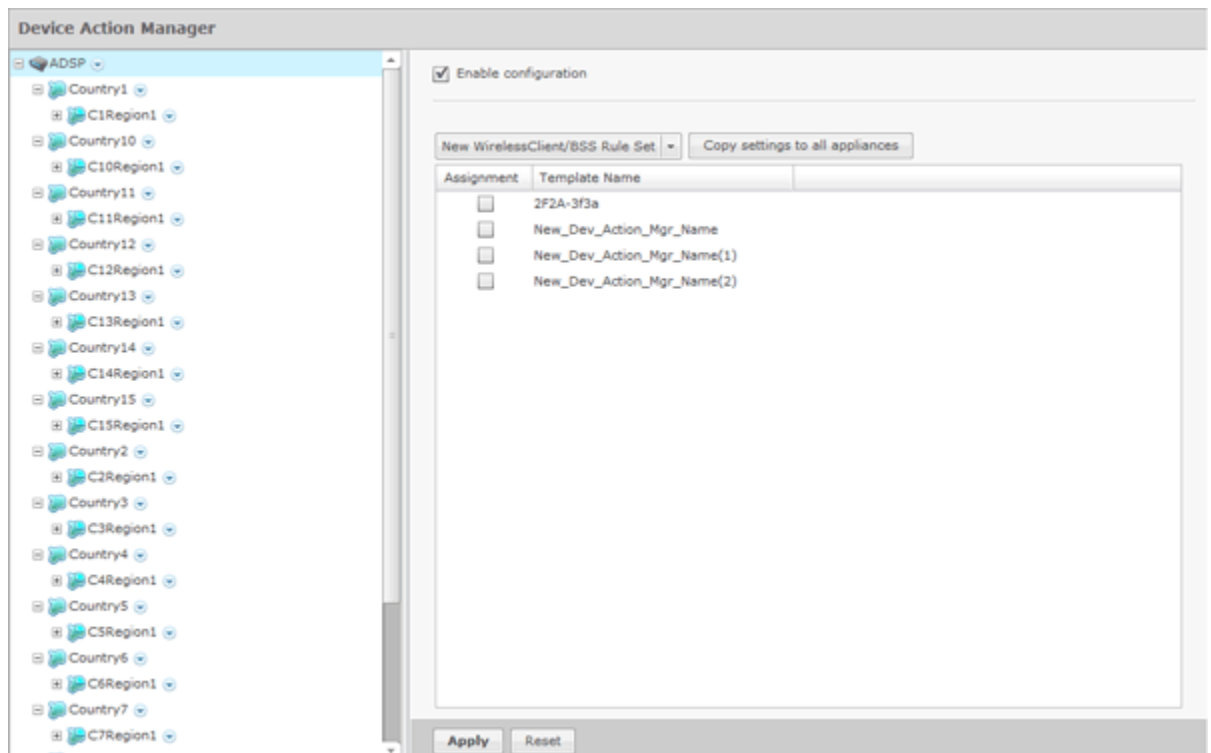 Device Action Manager
ADSP
Country1
C1Region1
Country10
C10Region1
Country11
C11Region1
Country12
C12Region1
Country13
C13Region1
Country14
C14Region1
Country15
C15Region1
Country2
C2Region1
Country3
C3Region1
Country4
C4Region1
Country5
C5Region1
Country6
C6Region1
Country7
C7Region1
Enable configuration
New WirelessClient/BSS Rule Set
Copy settings to all appliances
Assignment Template Name
2F2A-3f3a
New_Dev_Action_Mgr_Name
New_Dev_Action_Mgr_Name(1)
New_Dev_Action_Mgr_Name(2)
Apply Reset